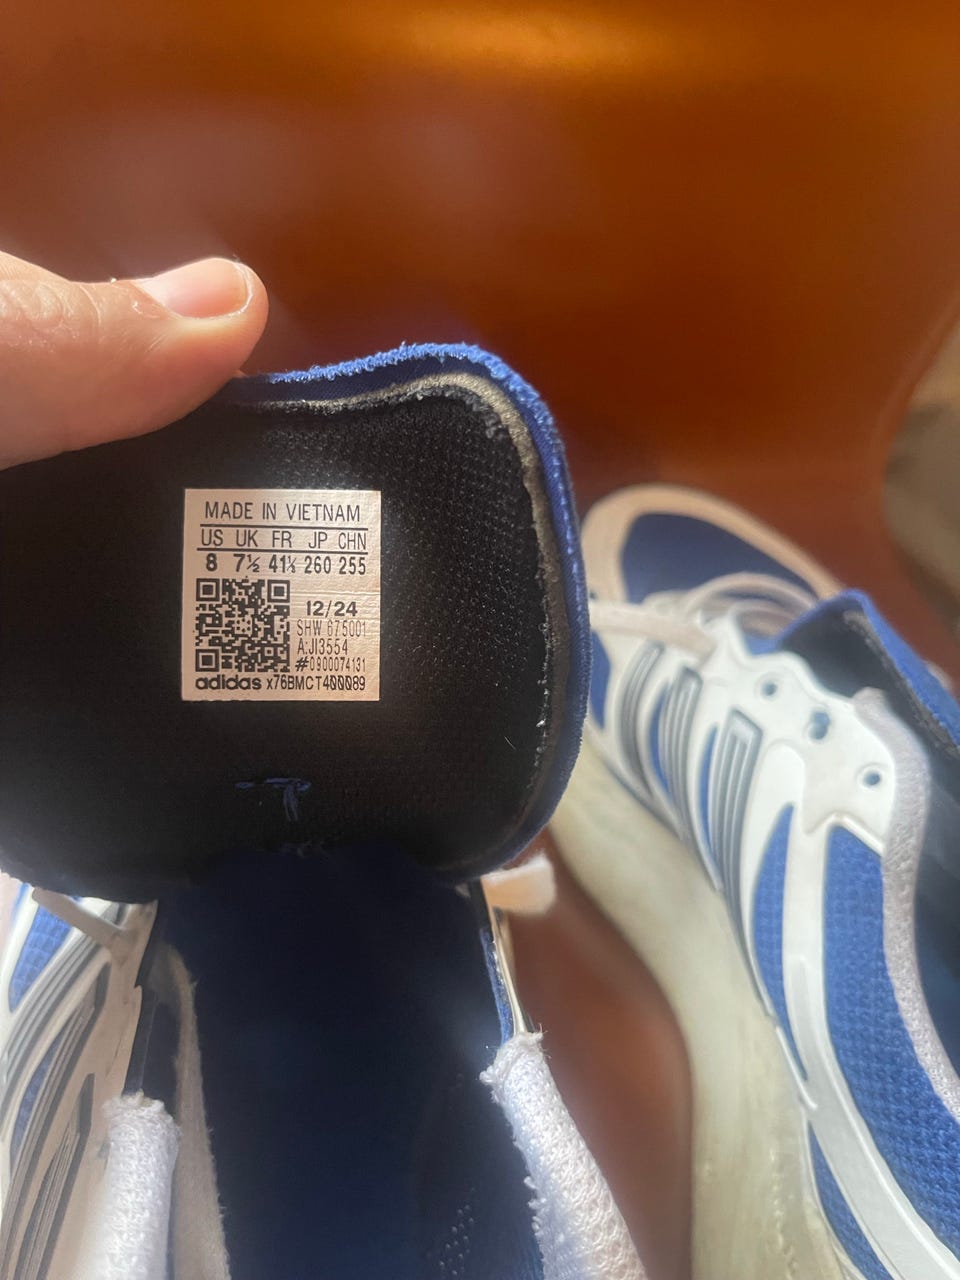 MADE IN VIETNAM
US UK FR JP CHN
8 7½ 41⅓ 260 255
12/24
SHW 675001
A:JI3554
#0900074131
adidas x76BMCT400089